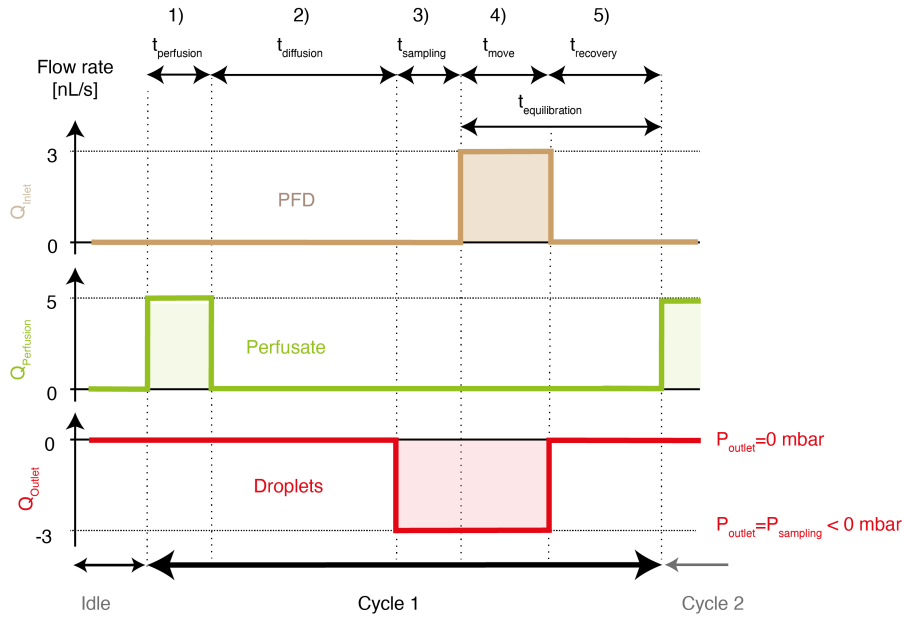 1) 2) 3) 4) 5)
tperfusion tdiffusion tsampling tmove trecovery
Flow rate
[nL/s]
tequilibration
3
QInlet
PFD
0
5
QPerfusion
Perfusate
0
0
Poutlet=0 mbar
QOutlet
Droplets
-3
Poutlet=Psampling < 0 mbar
Idle Cycle 1 Cycle 2